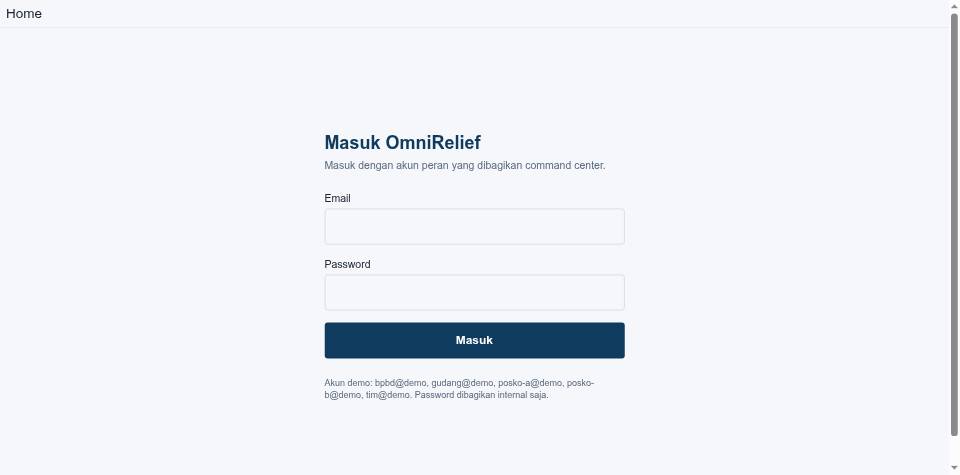 Home
Masuk OmniRelief
Masuk dengan akun peran yang dibagikan command center.
Email
Password
Masuk
Akun demo: bpbd@demo, gudang@demo, posko-a@demo, posko-
b@demo, tim@demo. Password dibagikan internal saja.